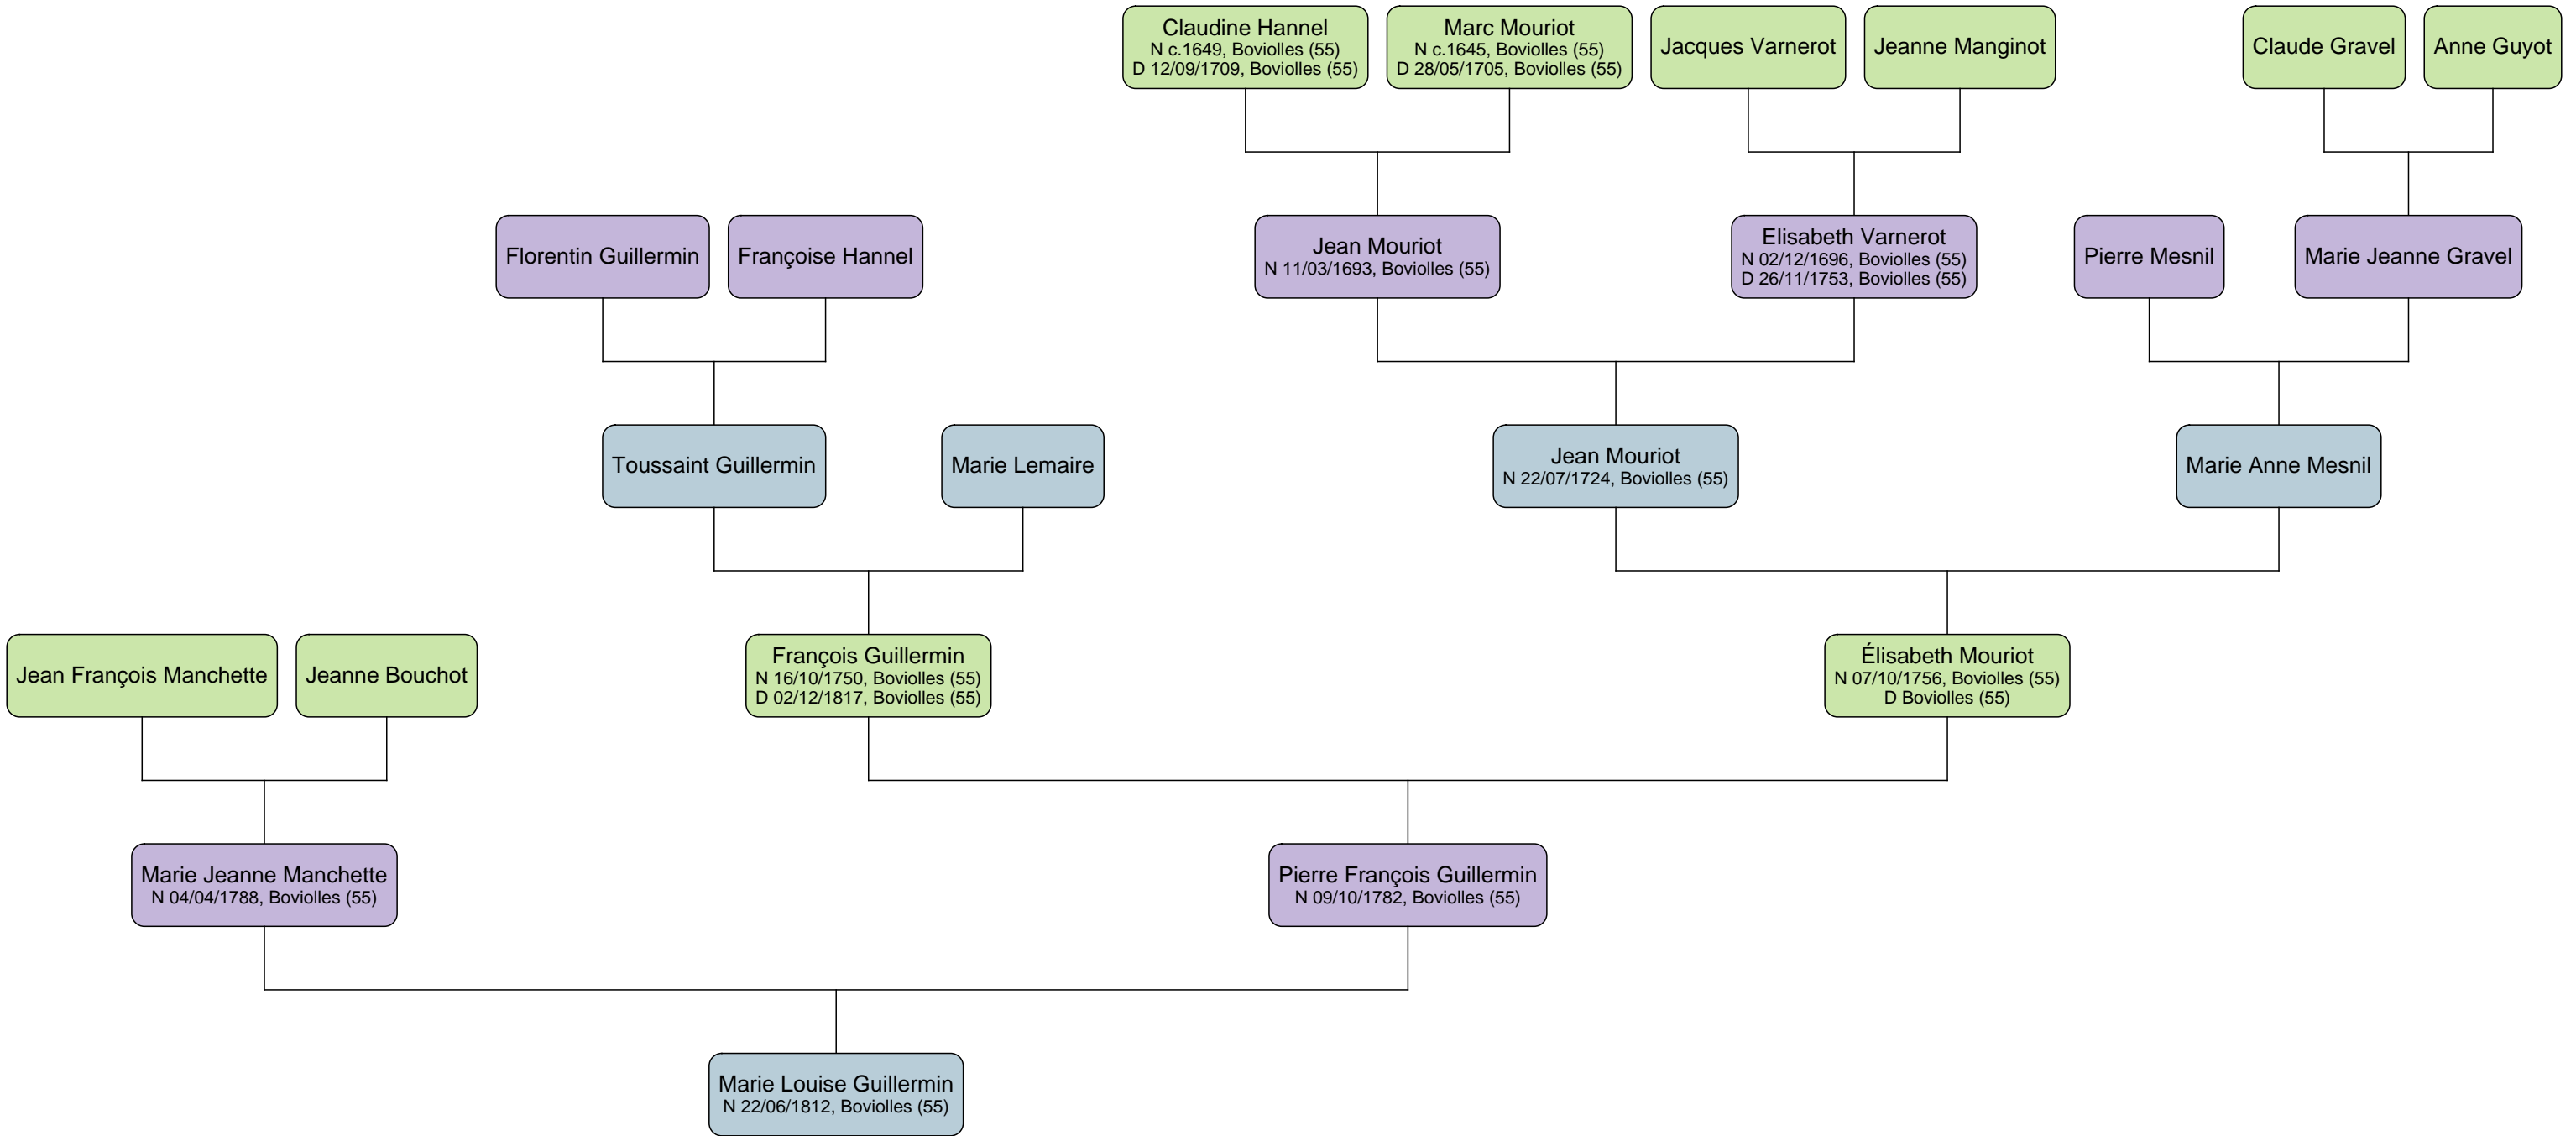 Claudine Hannel
N c.1649, Boviolles (55)
D 12/09/1709, Boviolles (55)
Marc Mouriot
N c.1645, Boviolles (55)
D 28/05/1705, Boviolles (55)
Jacques Varnerot
Jeanne Manginot
Claude Gravel
Anne Guyot
Florentin Guillermin
Françoise Hannel
Jean Mouriot
N 11/03/1693, Boviolles (55)
Elisabeth Varnerot
N 02/12/1696, Boviolles (55)
D 26/11/1753, Boviolles (55)
Pierre Mesnil
Marie Jeanne Gravel
Toussaint Guillermin
Marie Lemaire
Jean Mouriot
N 22/07/1724, Boviolles (55)
Marie Anne Mesnil
Jean François Manchette
Jeanne Bouchot
François Guillermin
N 16/10/1750, Boviolles (55)
D 02/12/1817, Boviolles (55)
Élisabeth Mouriot
N 07/10/1756, Boviolles (55)
D Boviolles (55)
Marie Jeanne Manchette
N 04/04/1788, Boviolles (55)
Pierre François Guillermin
N 09/10/1782, Boviolles (55)
Marie Louise Guillermin
N 22/06/1812, Boviolles (55)